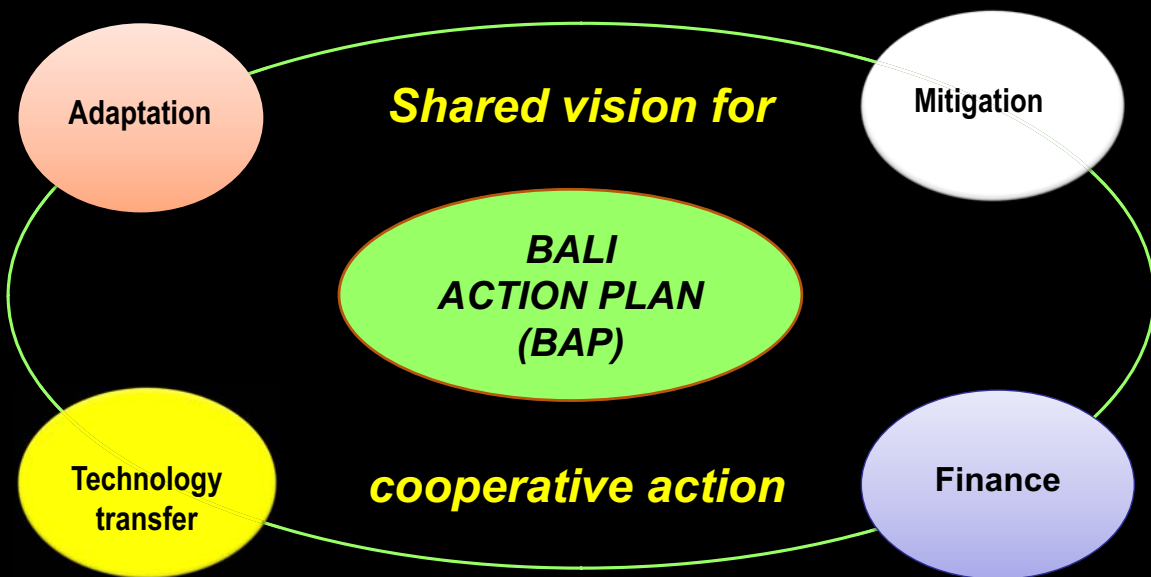 Adaptation
Shared vision for
Mitigation
BALI
ACTION PLAN
(BAP)
Technology
transfer
cooperative action
Finance